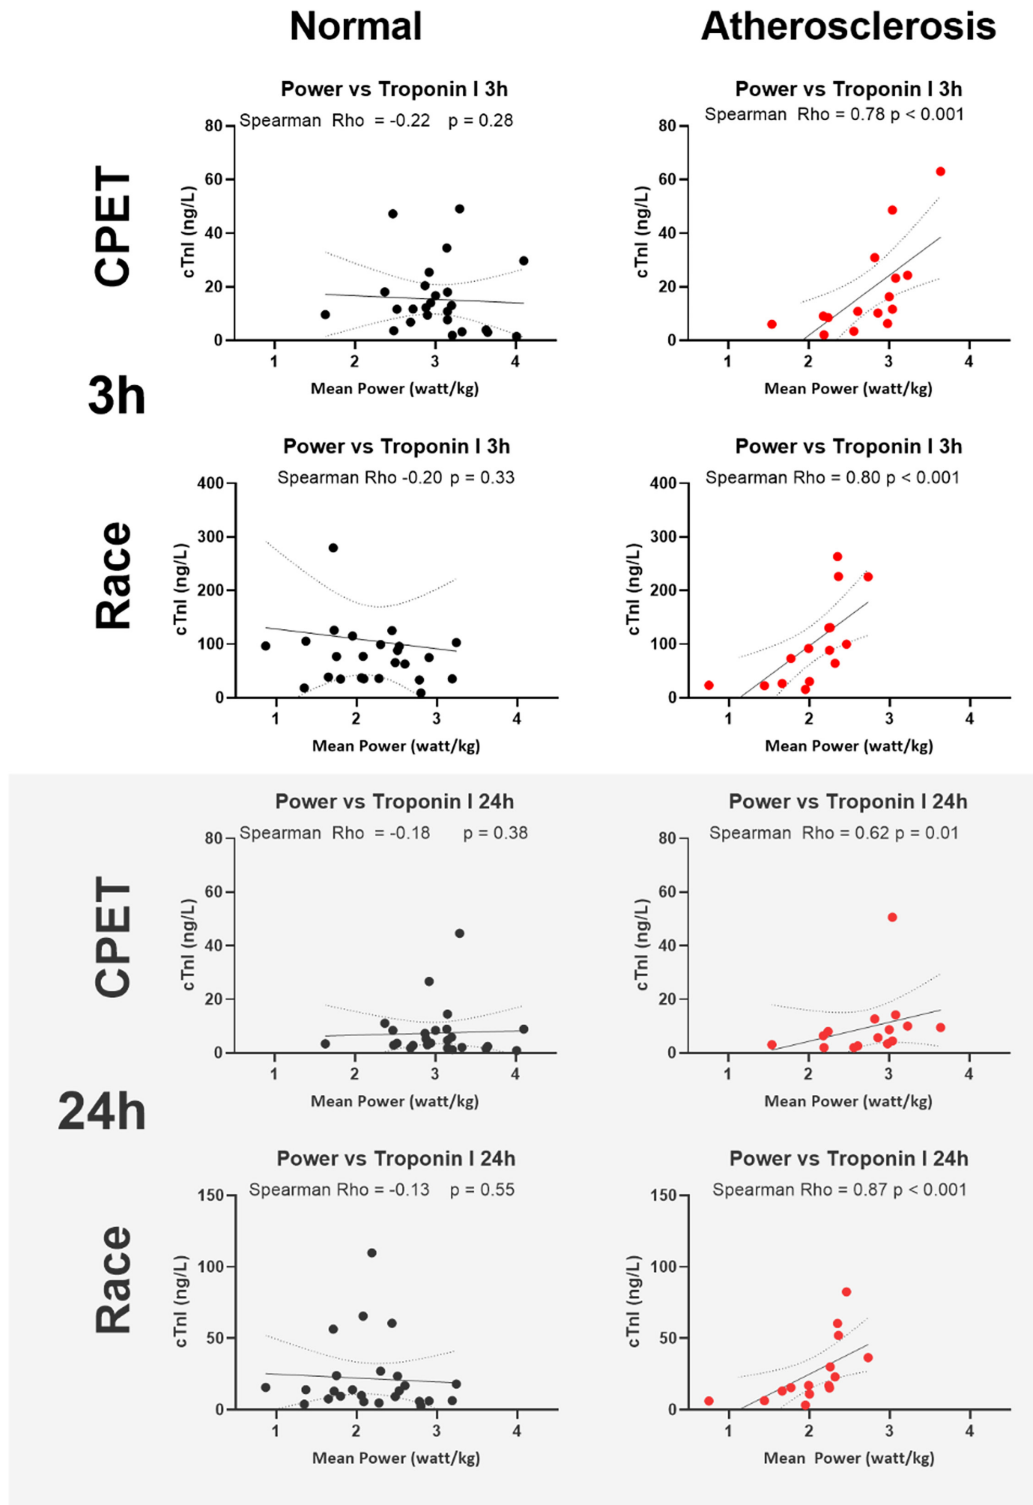 Normal
Atherosclerosis
CPET
3h
Race
Power vs Troponin I 3h
Spearman Rho = -0.22 p = 0.28
80
60
40
20
0
cTnI (ng/L)
1 2 3 4
Mean Power (watt/kg)
Power vs Troponin I 3h
Spearman Rho = 0.78 p < 0.001
80
60
40
20
0
cTnI (ng/L)
1 2 3 4
Mean Power (watt/kg)
Power vs Troponin I 3h
Spearman Rho -0.20 p = 0.33
400
300
200
100
0
cTnI (ng/L)
1 2 3 4
Mean Power (watt/kg)
Power vs Troponin I 3h
Spearman Rho = 0.80 p < 0.001
400
300
200
100
0
cTnI (ng/L)
1 2 3 4
Mean Power (watt/kg)
CPET
24h
Race
Power vs Troponin I 24h
Spearman Rho = -0.18 p = 0.38
80
60
40
20
0
cTnI (ng/L)
1 2 3 4
Mean Power (watt/kg)
Power vs Troponin I 24h
Spearman Rho = 0.62 p = 0.01
80
60
40
20
0
cTnI (ng/L)
1 2 3 4
Mean Power (watt/kg)
Power vs Troponin I 24h
Spearman Rho = -0.13 p = 0.55
150
100
50
0
cTnI (ng/L)
1 2 3 4
Mean Power (watt/kg)
Power vs Troponin I 24h
Spearman Rho = 0.87 p < 0.001
150
100
50
0
cTnI (ng/L)
1 2 3 4
Mean Power (watt/kg)